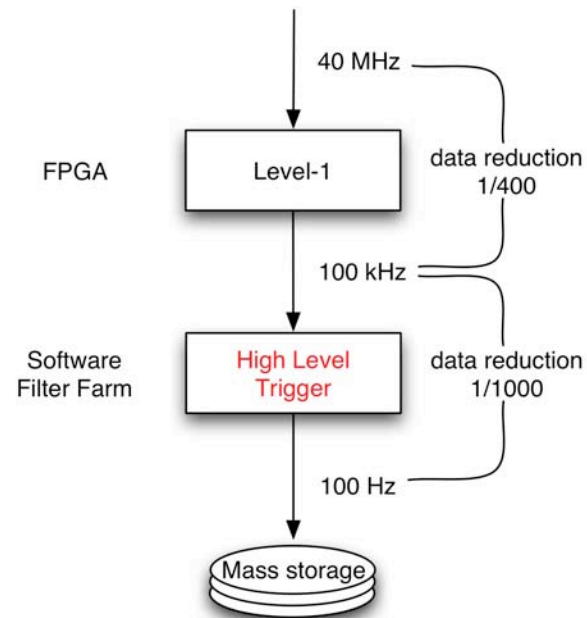 40 MHz
FPGA
Level-1
data reduction
1/400
100 kHz
Software
Filter Farm
High Level
Trigger
data reduction
1/1000
100 Hz
Mass storage